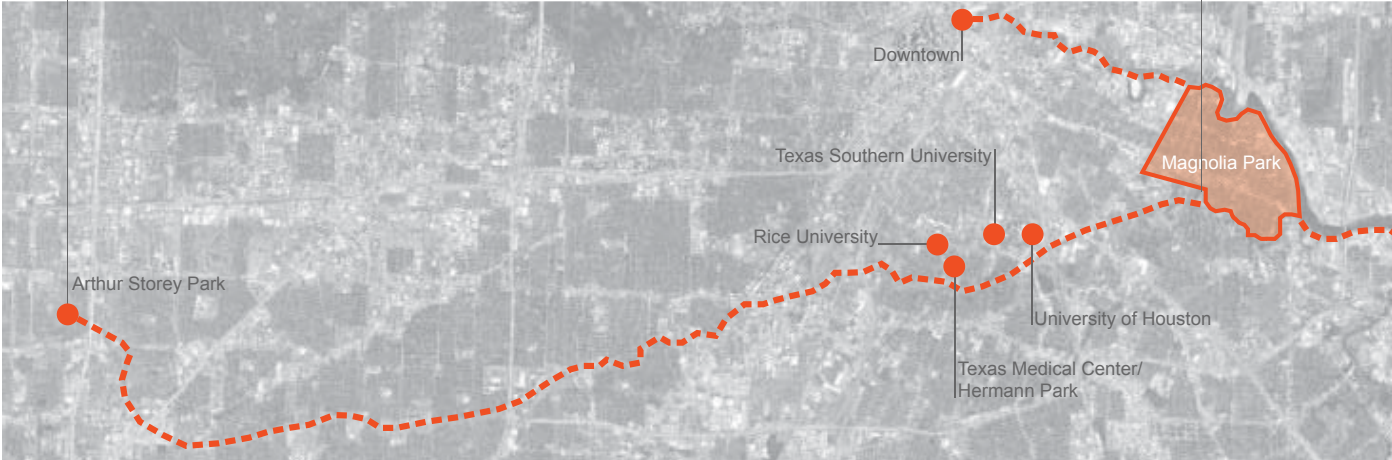 Downtown
Texas Southern University
Magnolia Park
Rice University
Arthur Storey Park
University of Houston
Texas Medical Center/
Hermann Park